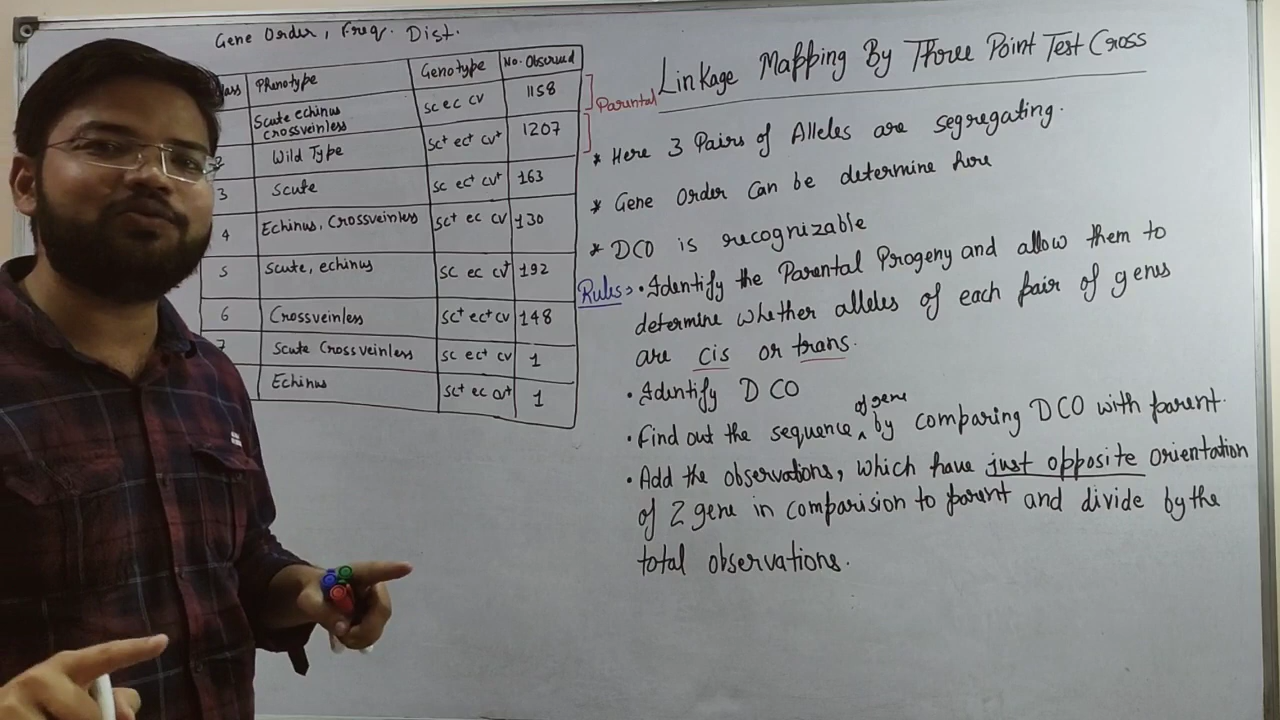 Gene Order, Freq. Dist.
Phenotype Genotype No. Observed
Scute echinus crossveinless sc ec cv 1158
2 Wild Type sc+ ec+ cv+ 1207
Parental
3 Scute sc ec+ cv+ 163
4 Echinus, Crossveinless sc+ ec cv 130
5 Scute, echinus sc ec cv+ 192
6 Crossveinless sc+ ec+ cv 148
7 Scute Crossveinless sc ec+ cv 1
Echinus sc+ ec cv+ 1
Linkage Mapping By Three Point Test Cross
* Here 3 Pairs of Alleles are segregating.
* Gene Order Can be determine here
* DCO is recognizable
Rules:- • Identify the Parental Progeny and allow them to
determine whether alleles of each pair of genes
are cis or trans.
• Identify DCO
• Find out the sequence of gene by comparing DCO with parent.
• Add the observations, which have just opposite orientation
of 2 gene in comparision to parent and divide by the
total observations.